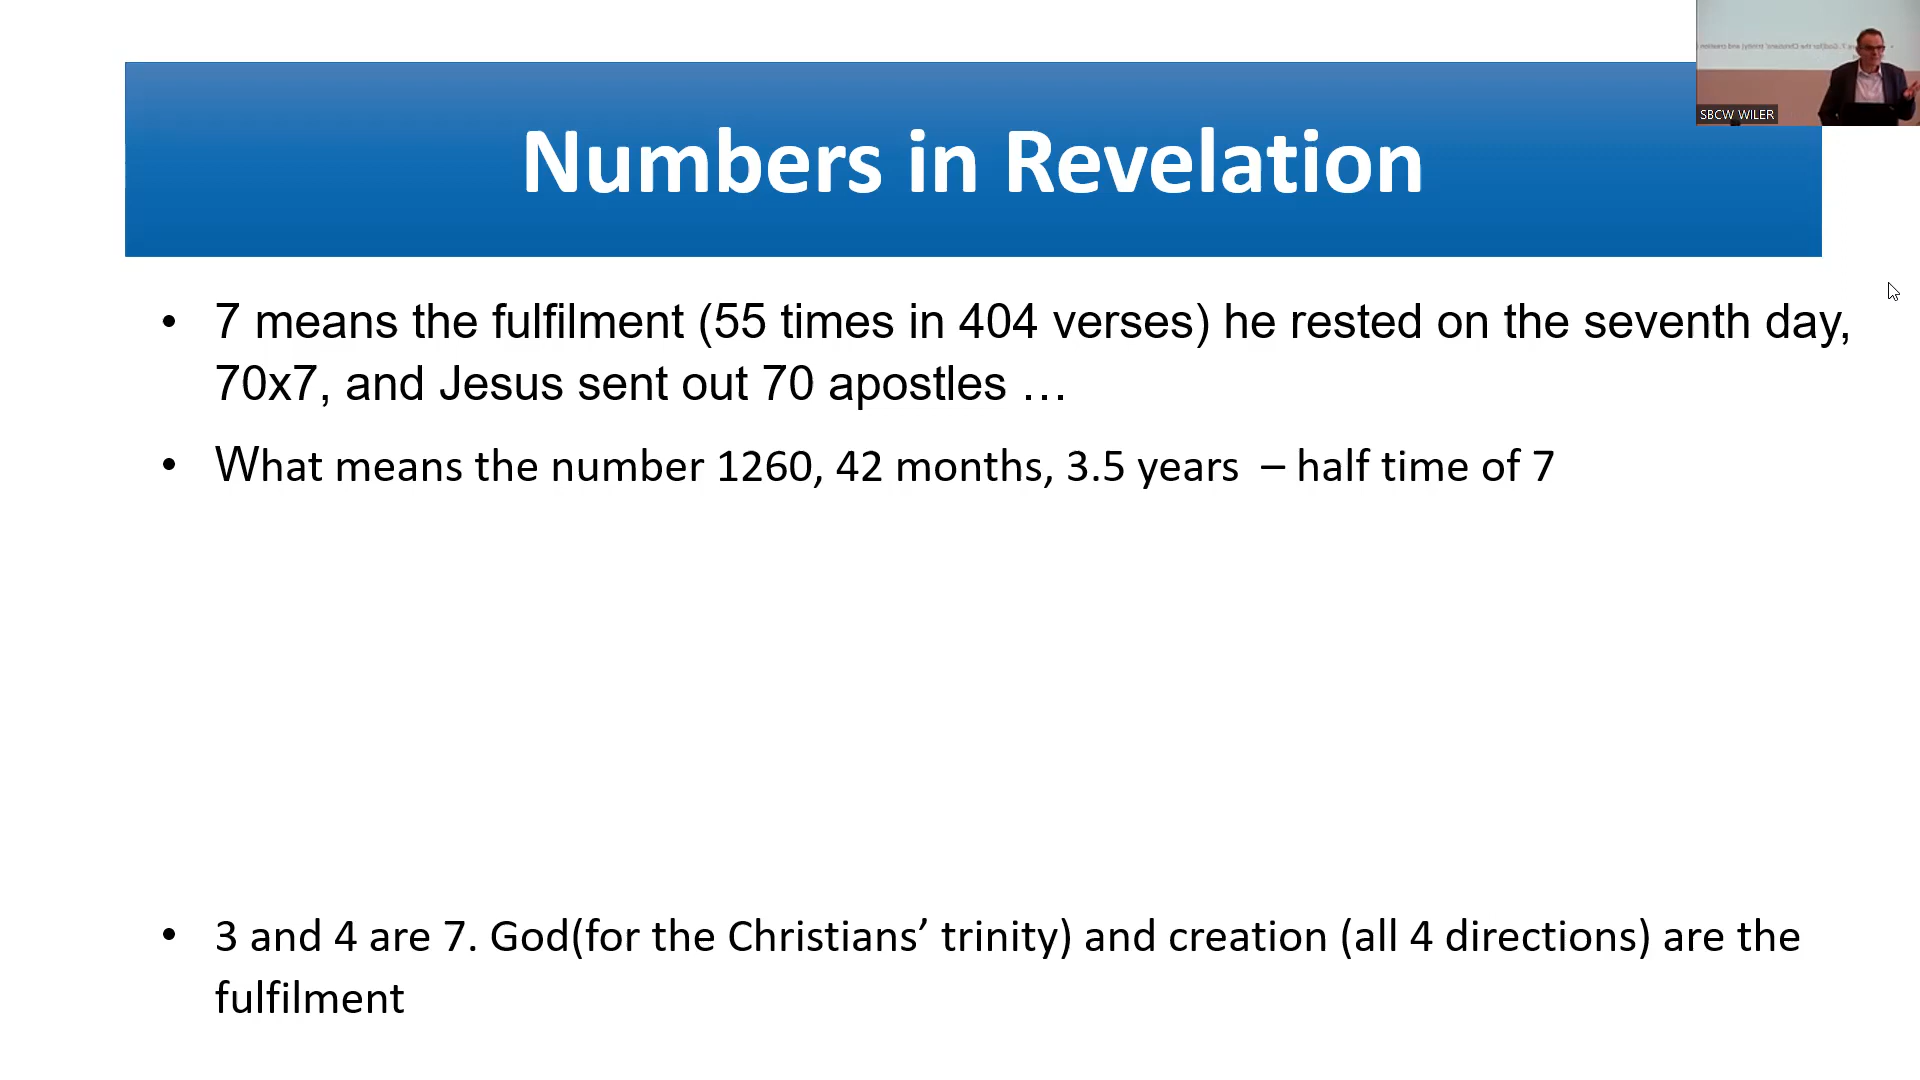 SBCW WILER
Numbers in Revelation
• 7 means the fulfilment (55 times in 404 verses) he rested on the seventh day,
70x7, and Jesus sent out 70 apostles …
• What means the number 1260, 42 months, 3.5 years – half time of 7
• 3 and 4 are 7. God(for the Christians’ trinity) and creation (all 4 directions) are the
fulfilment